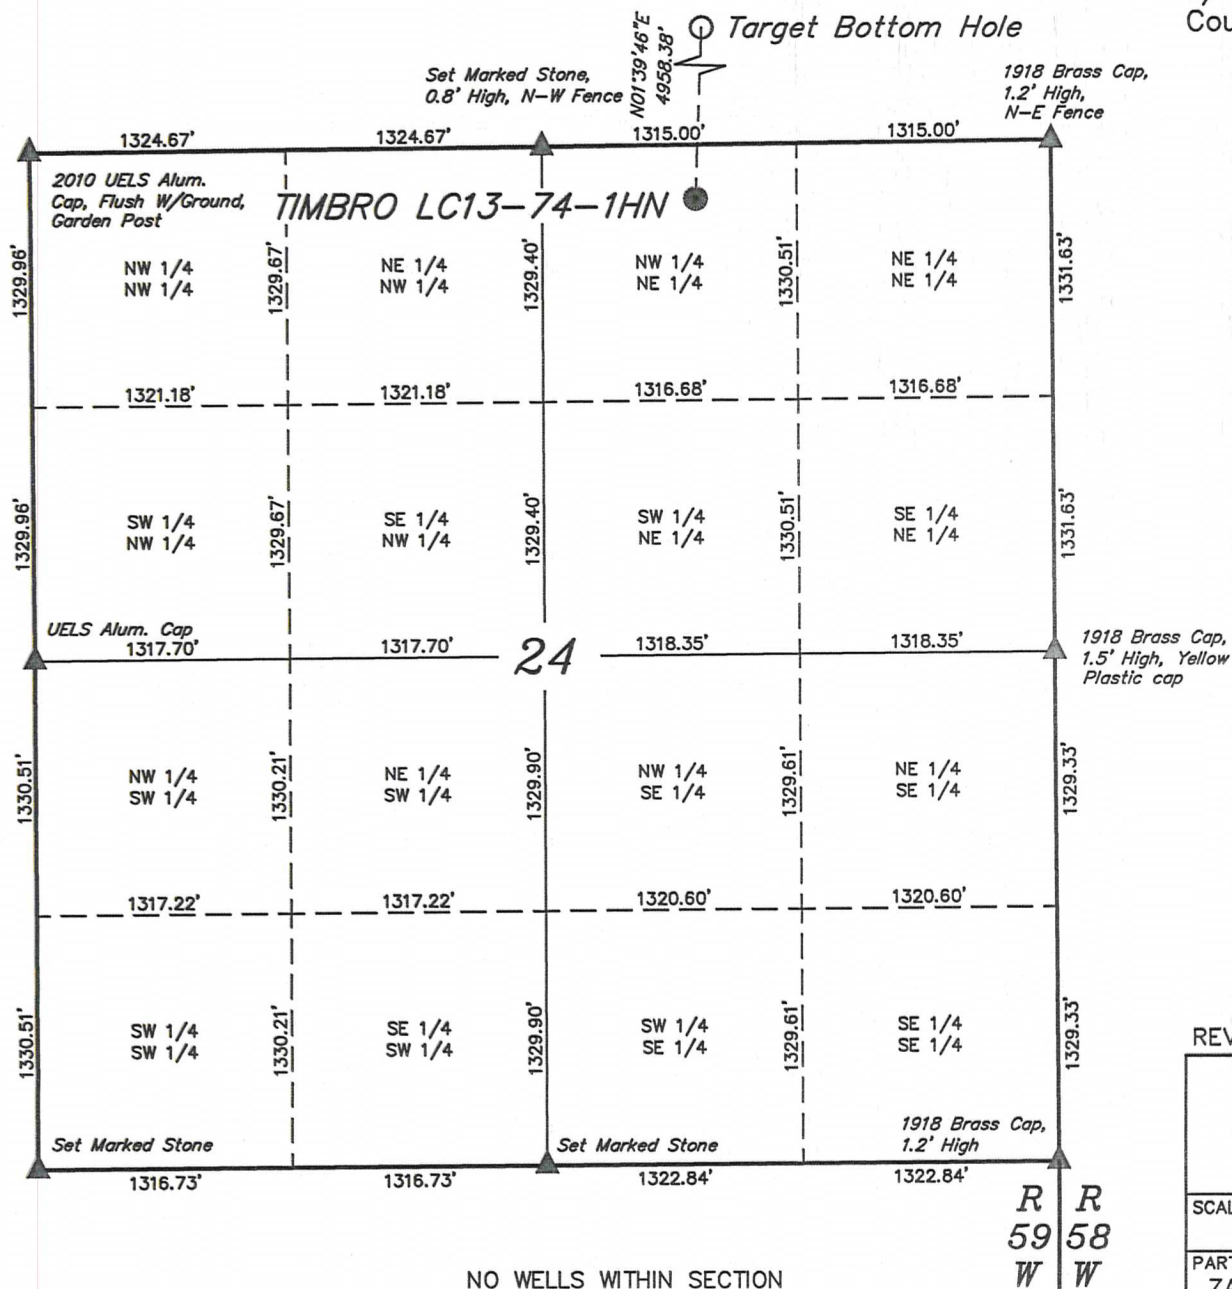 Cou
N01°39'46"E
4958.38'
Target Bottom Hole
Set Marked Stone,
0.8' High, N-W Fence
1918 Brass Cap,
1.2' High,
N-E Fence
1324.67'
1324.67'
1315.00'
1315.00'
2010 UELS Alum.
Cap, Flush W/Ground,
Garden Post
TIMBRO LC13-74-1HN
1329.96'
NW 1/4
NW 1/4
1329.67'
NE 1/4
NW 1/4
1329.40'
NW 1/4
NE 1/4
1330.51'
NE 1/4
NE 1/4
1331.63'
1321.18'
1321.18'
1316.68'
1316.68'
1329.96'
SW 1/4
NW 1/4
1329.67'
SE 1/4
NW 1/4
1329.40'
SW 1/4
NE 1/4
1330.51'
SE 1/4
NE 1/4
1331.63'
UELS Alum. Cap
1317.70'
1317.70'
24
1318.35'
1318.35'
1918 Brass Cap,
1.5' High, Yellow
Plastic cap
1330.51'
NW 1/4
SW 1/4
1330.21'
NE 1/4
SW 1/4
1329.90'
NW 1/4
SE 1/4
1329.61'
NE 1/4
SE 1/4
1329.33'
1317.22'
1317.22'
1320.60'
1320.60'
1330.51'
SW 1/4
SW 1/4
1330.21'
SE 1/4
SW 1/4
1329.90'
SW 1/4
SE 1/4
1329.61'
SE 1/4
SE 1/4
1329.33'
REV
Set Marked Stone
Set Marked Stone
1918 Brass Cap,
1.2' High
1316.73'
1316.73'
1322.84'
1322.84'
R R
59 58
W W
SCAL
PART
NO WELLS WITHIN SECTION